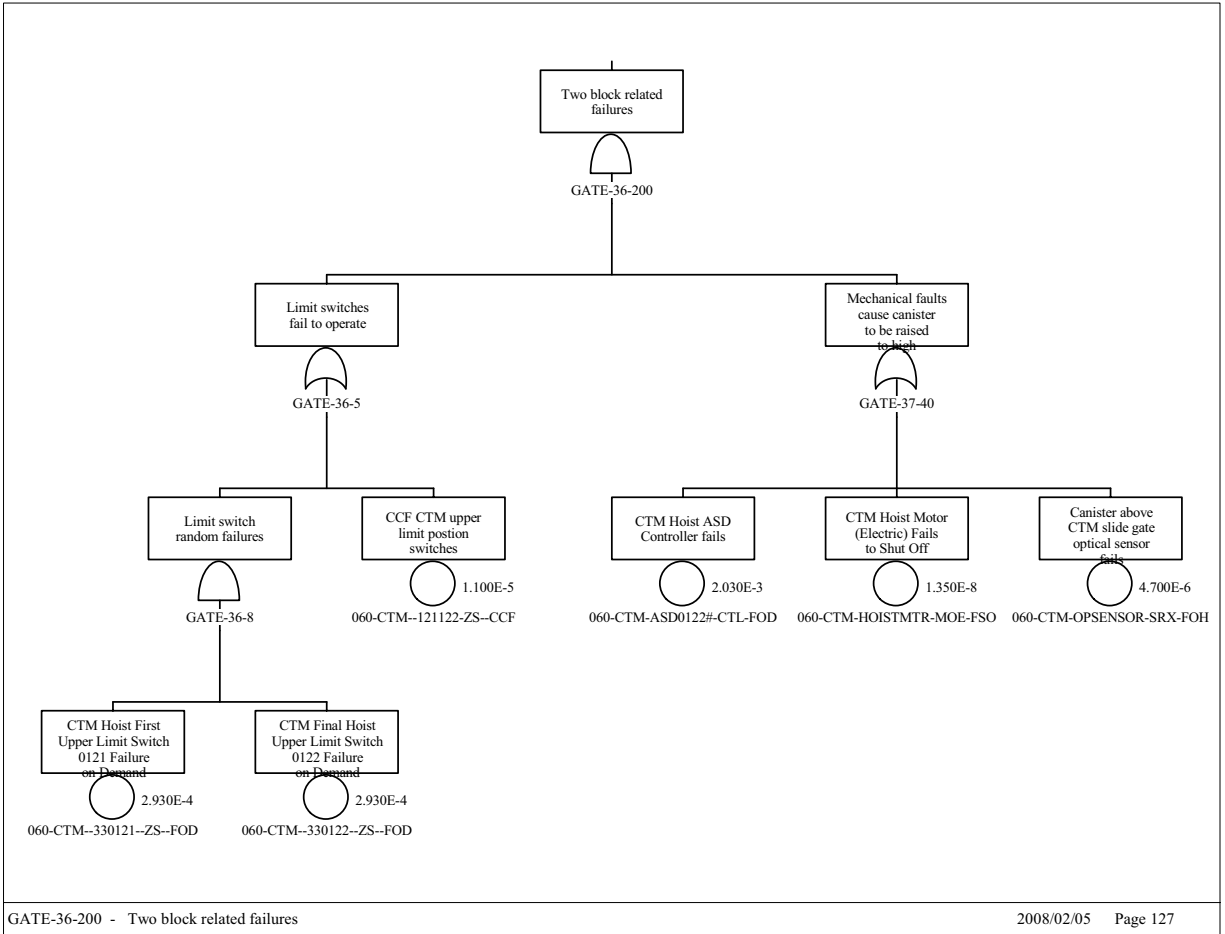 Two block related
failures
GATE-36-200
Limit switches
fail to operate
GATE-36-5
Mechanical faults
cause canister
to be raised
to high
GATE-37-40
Limit switch
random failures
GATE-36-8
CCF CTM upper
limit postion
switches
1.100E-5
060-CTM--121122-ZS--CCF
CTM Hoist ASD
Controller fails
2.030E-3
060-CTM-ASD0122#-CTL-FOD
CTM Hoist Motor
(Electric) Fails
to Shut Off
1.350E-8
060-CTM-HOISTMTR-MOE-FSO
Canister above
CTM slide gate
optical sensor
fails
4.700E-6
060-CTM-OPSENSOR-SRX-FOH
CTM Hoist First
Upper Limit Switch
0121 Failure
on Demand
2.930E-4
060-CTM--330121--ZS--FOD
CTM Final Hoist
Upper Limit Switch
0122 Failure
on Demand
2.930E-4
060-CTM--330122--ZS--FOD
GATE-36-200 - Two block related failures
2008/02/05 Page 127